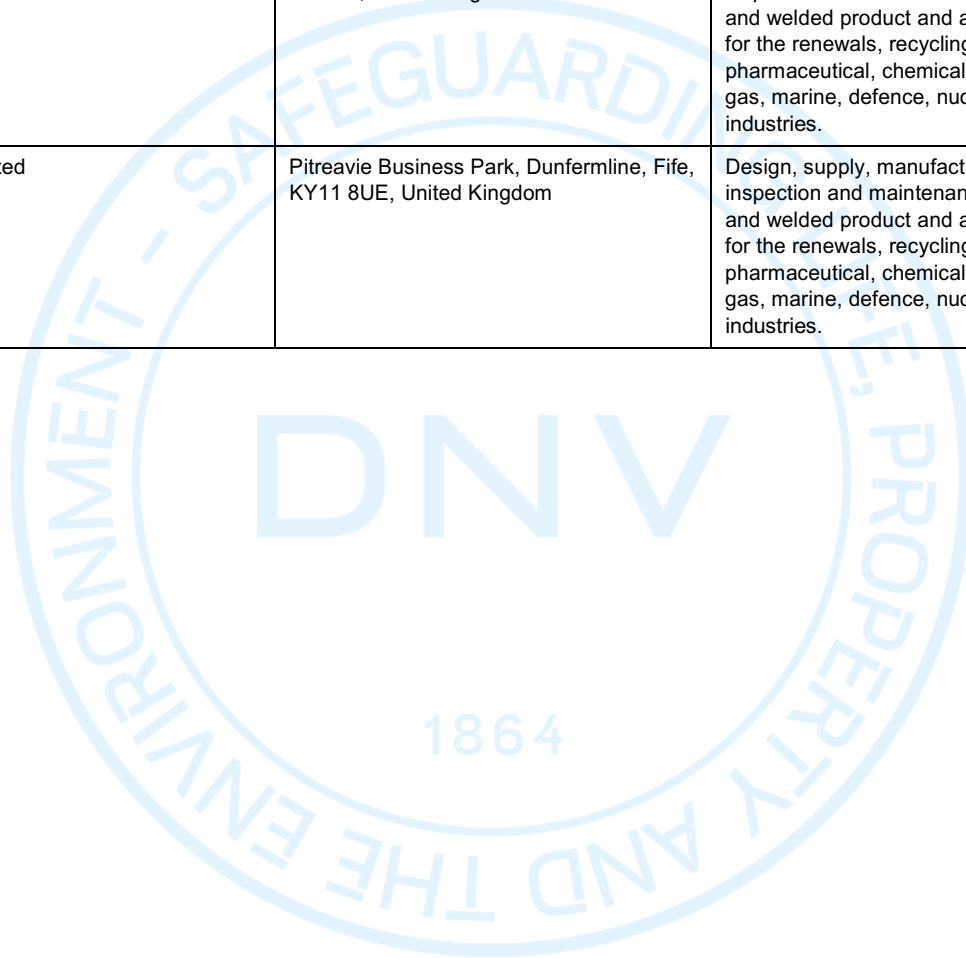 and welded product and a
for the renewals, recycling
pharmaceutical, chemical
gas, marine, defence, nuc
industries.
ted
Pitreavie Business Park, Dunfermline, Fife,
KY11 8UE, United Kingdom
Design, supply, manufact
inspection and maintenan
and welded product and a
for the renewals, recycling
pharmaceutical, chemical
gas, marine, defence, nuc
industries.
SAFEGUARDING LIFE, PROPERTY AND THE ENVIRONMENT -
DNV
1864